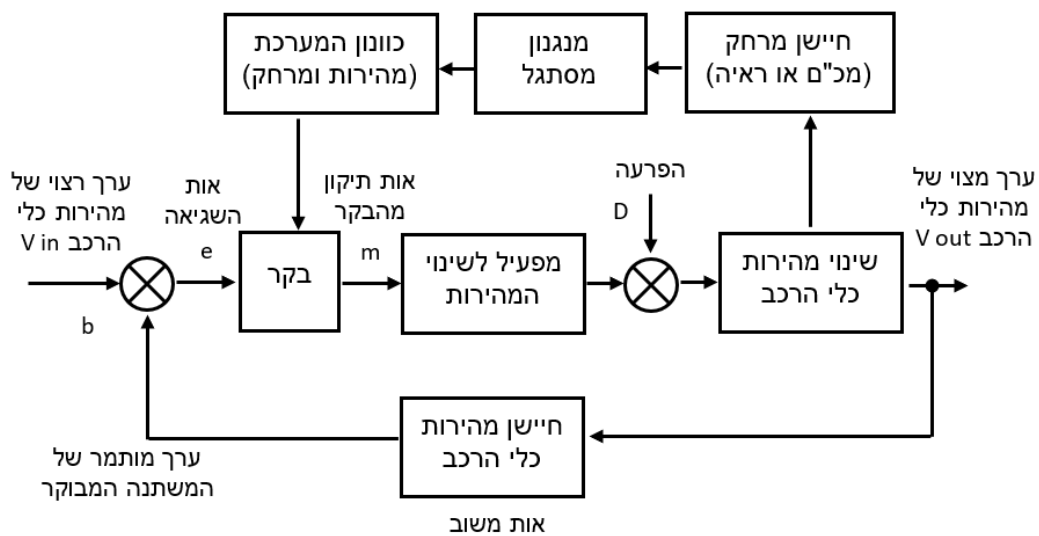 חיישן מרחק
(מכ"ם או ראיה)
מנגנון
מסתגל
כוונון המערכת
(מהירות ומרחק)
ערך רצוי של
מהירות כלי
הרכב V in
אות
השגיאה
e
אות תיקון
מהבקר
m
הפרעה
D
ערך מצוי של
מהירות כלי
הרכב V out
בקר
מפעיל לשינוי
המהירות
שינוי מהירות
כלי הרכב
b
חיישן מהירות
כלי הרכב
ערך מותמר של
המשתנה המבוקר
אות משוב